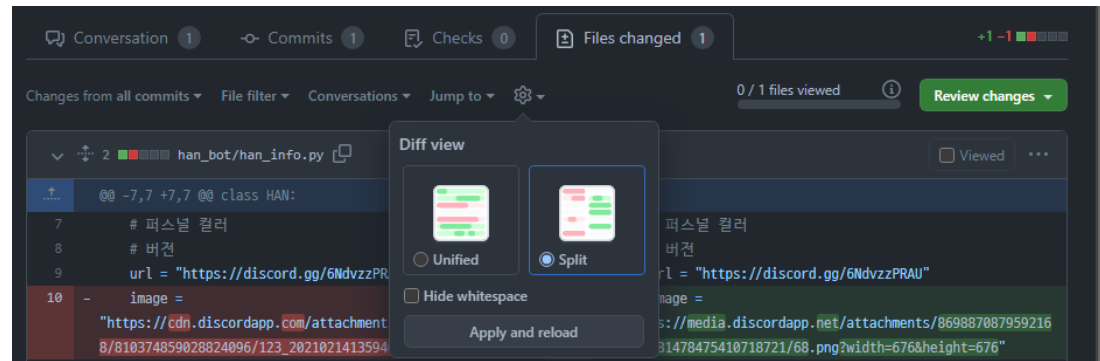 Conversation 1 Commits 1 Checks 0 Files changed 1 +1 −1
Changes from all commits File filter Conversations Jump to 0 / 1 files viewed Review changes
Diff view
2 han_bot/han_info.py Viewed
@@ -7,7 +7,7 @@ class HAN:
7 # 퍼스널 컬러 퍼스널 컬러
8 # 버전 버전
9 url = "https://discord.gg/6NdvzzPR = "https://discord.gg/6NdvzzPRAU"
Unified Split
10 - image = mage =
Hide whitespace
"https://cdn.discordapp.com/attachment s://media.discordapp.net/attachments/869887087959216
Apply and reload
8/810374859028824096/123_202102141359 81478475410718721/68.png?width=676&height=676"